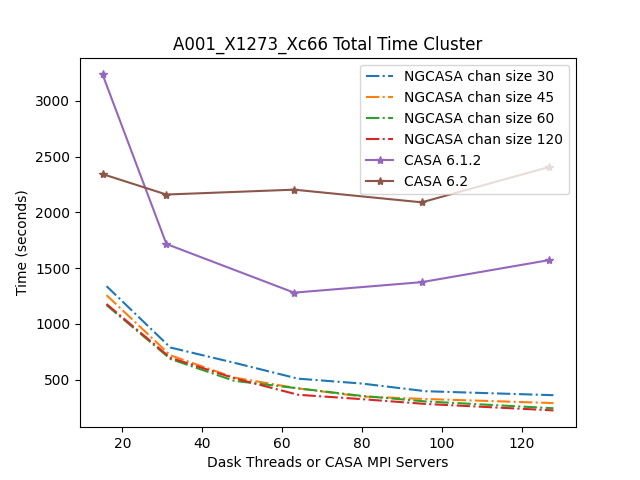 A001_X1273_Xc66 Total Time Cluster
NGCASA chan size 30
NGCASA chan size 45
NGCASA chan size 60
NGCASA chan size 120
CASA 6.1.2
CASA 6.2
Time (seconds)
3000
2500
2000
1500
1000
500
20 40 60 80 100 120
Dask Threads or CASA MPI Servers